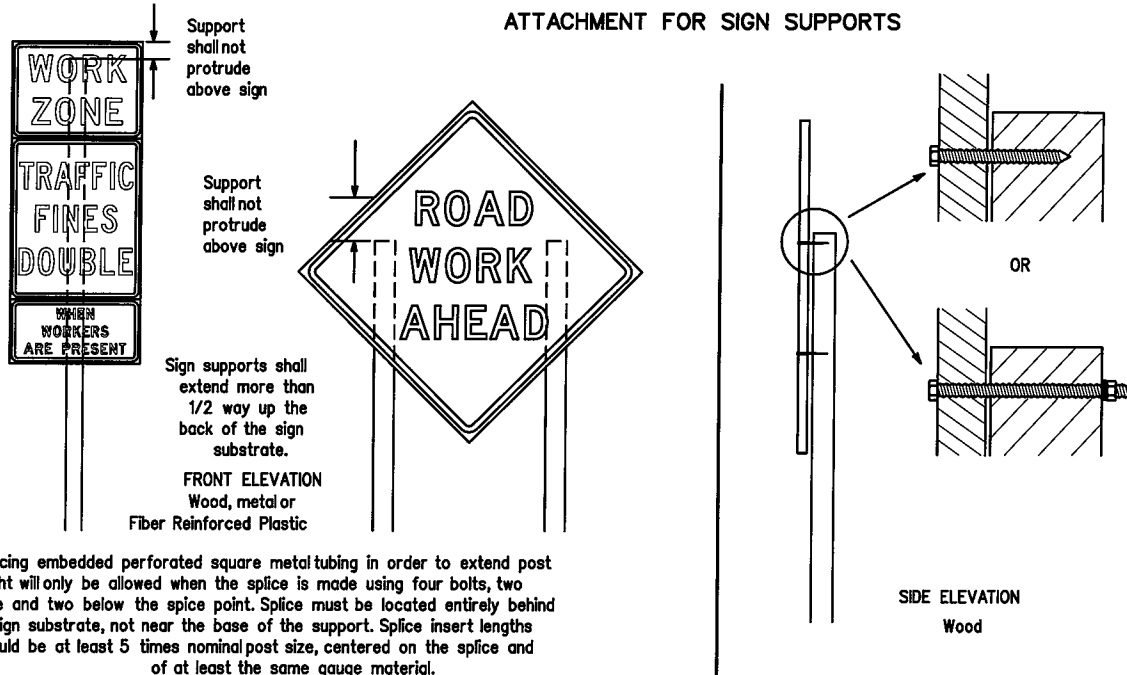 ATTACHMENT FOR SIGN SUPPORTS
Support
shall not
protrude
above sign
WORK
ZONE
TRAFFIC
FINES
DOUBLE
WHEN
WORKERS
ARE PRESENT
Support
shall not
protrude
above sign
ROAD
WORK
AHEAD
Sign supports shall
extend more than
1/2 way up the
back of the sign
substrate.
FRONT ELEVATION
Wood, metal or
Fiber Reinforced Plastic
OR
SIDE ELEVATION
Wood
cing embedded perforated square metal tubing in order to extend post
ht will only be allowed when the splice is made using four bolts, two
e and two below the spice point. Splice must be located entirely behind
ign substrate, not near the base of the support. Splice insert lengths
uld be at least 5 times nominal post size, centered on the splice and
of at least the same gauge material.